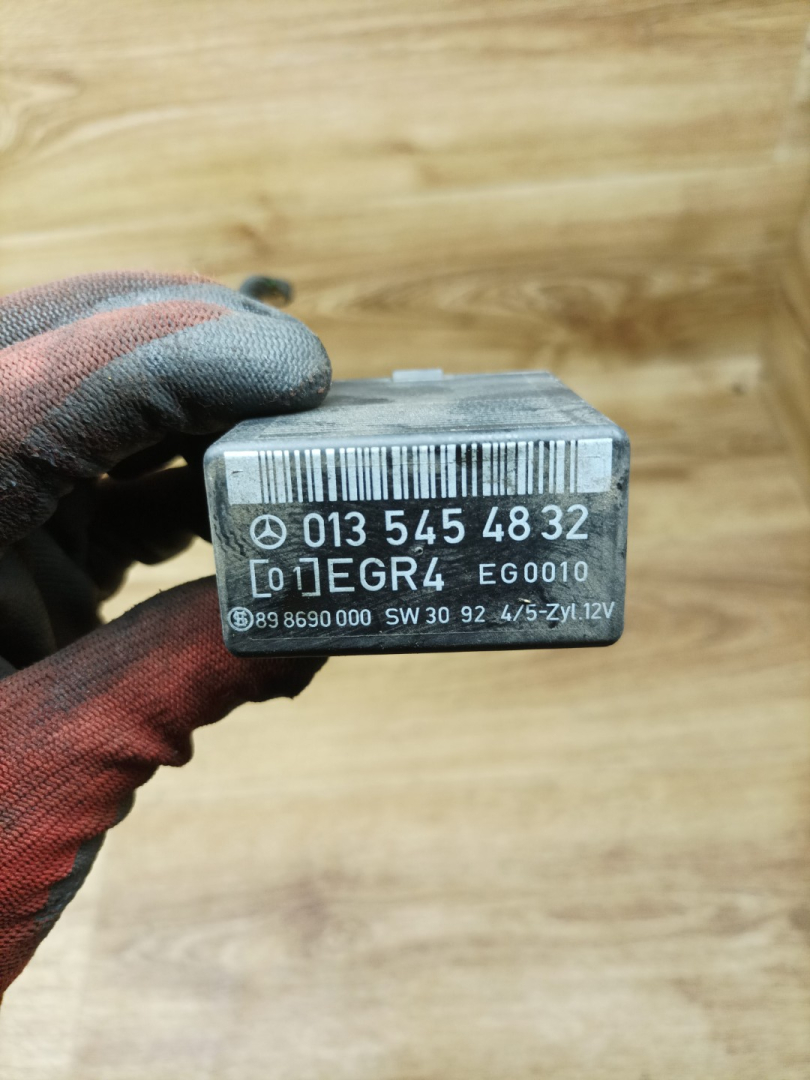 013 545 48 32
[01]EGR4 EG0010
89 8690 000 SW 30 92 4/5-Zyl.12V